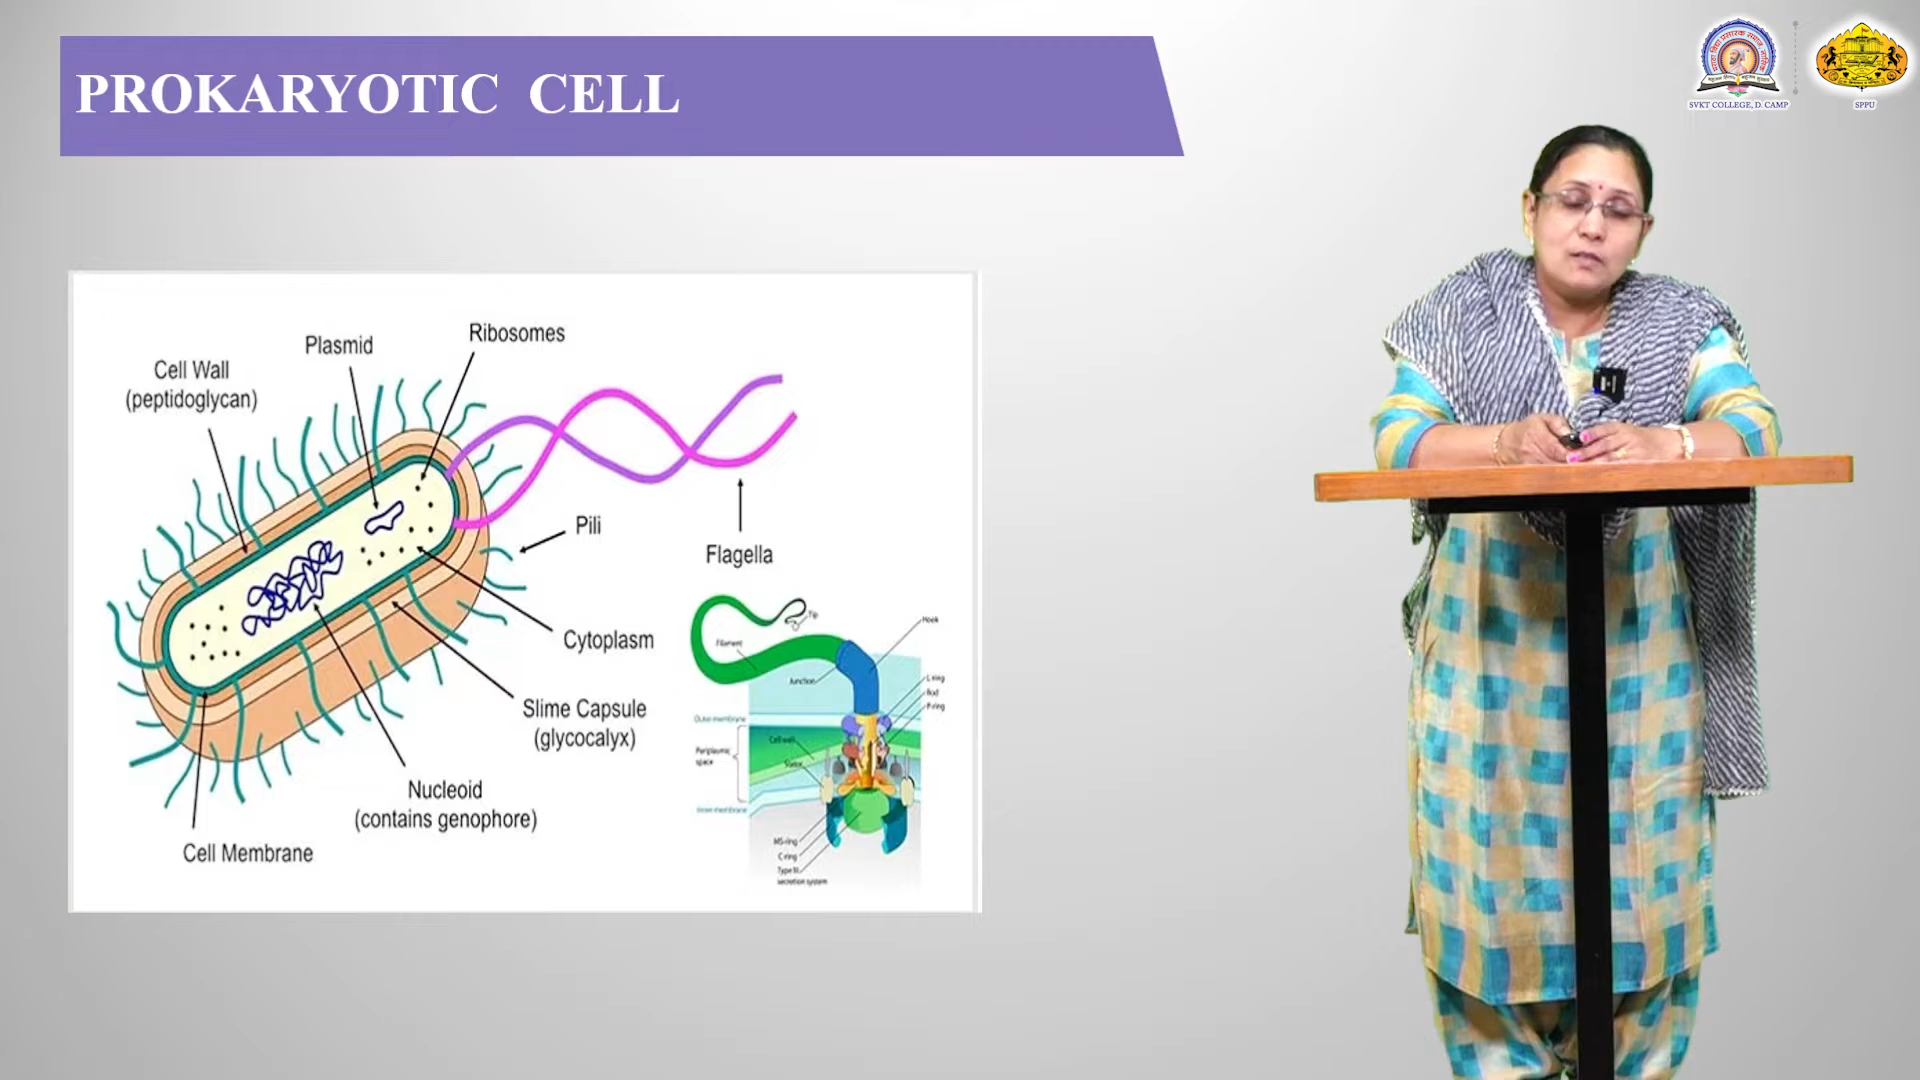 PROKARYOTIC CELL
SVKT COLLEGE, D. CAMP
SPPU
Ribosomes
Plasmid
Cell Wall
(peptidoglycan)
Pili
Flagella
Cytoplasm
Slime Capsule
(glycocalyx)
Nucleoid
(contains genophore)
Cell Membrane
Tip
Hook
Filament
Junction
L ring
Rod
P-ring
Outer membrane
Cell wall
Periplasmic
space
Stator
Inner membrane
MS-ring
C ring
Type III
secretion system